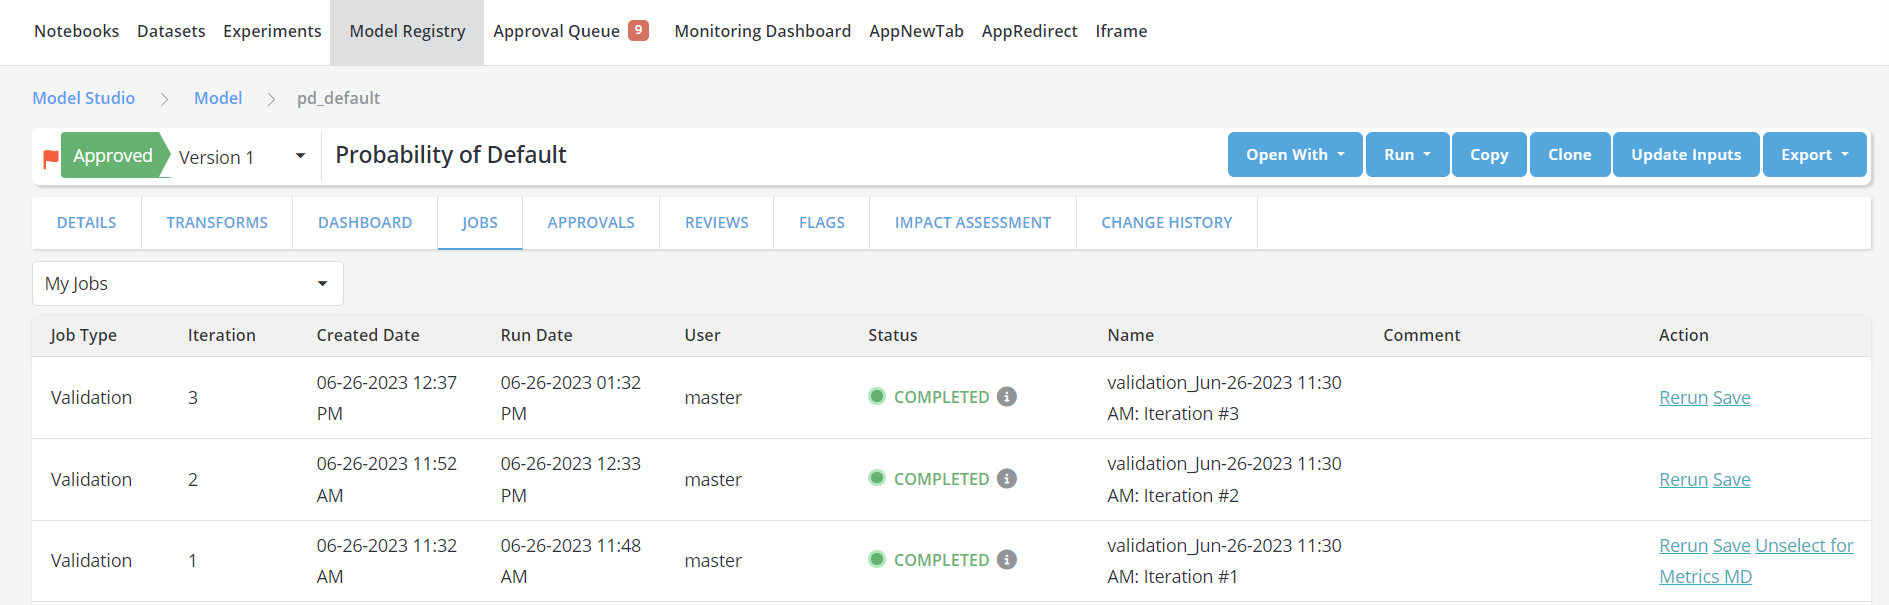 Notebooks Datasets Experiments Model Registry Approval Queue 9 Monitoring Dashboard AppNewTab AppRedirect Iframe
Model Studio Model pd_default
Approved Version 1 Probability of Default Open With Run Copy Clone Update Inputs Export
DETAILS TRANSFORMS DASHBOARD JOBS APPROVALS REVIEWS FLAGS IMPACT ASSESSMENT CHANGE HISTORY
My Jobs
Job Type Iteration Created Date Run Date User Status Name Comment Action
06-26-2023 12:37 06-26-2023 01:32 validation_Jun-26-2023 11:30
Validation 3 master COMPLETED Rerun Save
PM PM AM: Iteration #3
06-26-2023 11:52 06-26-2023 12:33 validation_Jun-26-2023 11:30
Validation 2 master COMPLETED Rerun Save
AM PM AM: Iteration #2
06-26-2023 11:32 06-26-2023 11:48 validation_Jun-26-2023 11:30 Rerun Save Unselect for
Validation 1 master COMPLETED
AM AM AM: Iteration #1 Metrics MD